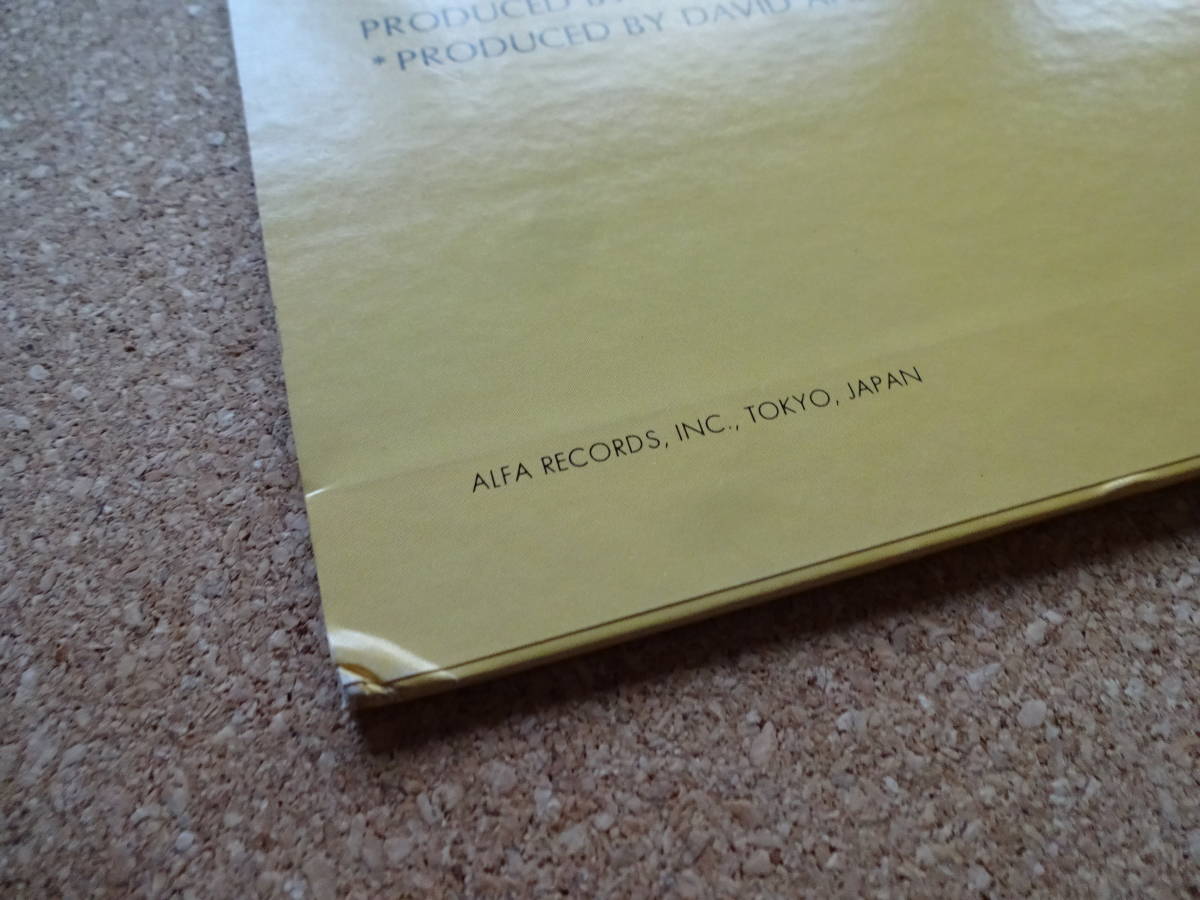 PRODUCED
* PRODUCED BY DAVID
ALFA RECORDS, INC., TOKYO, JAPAN